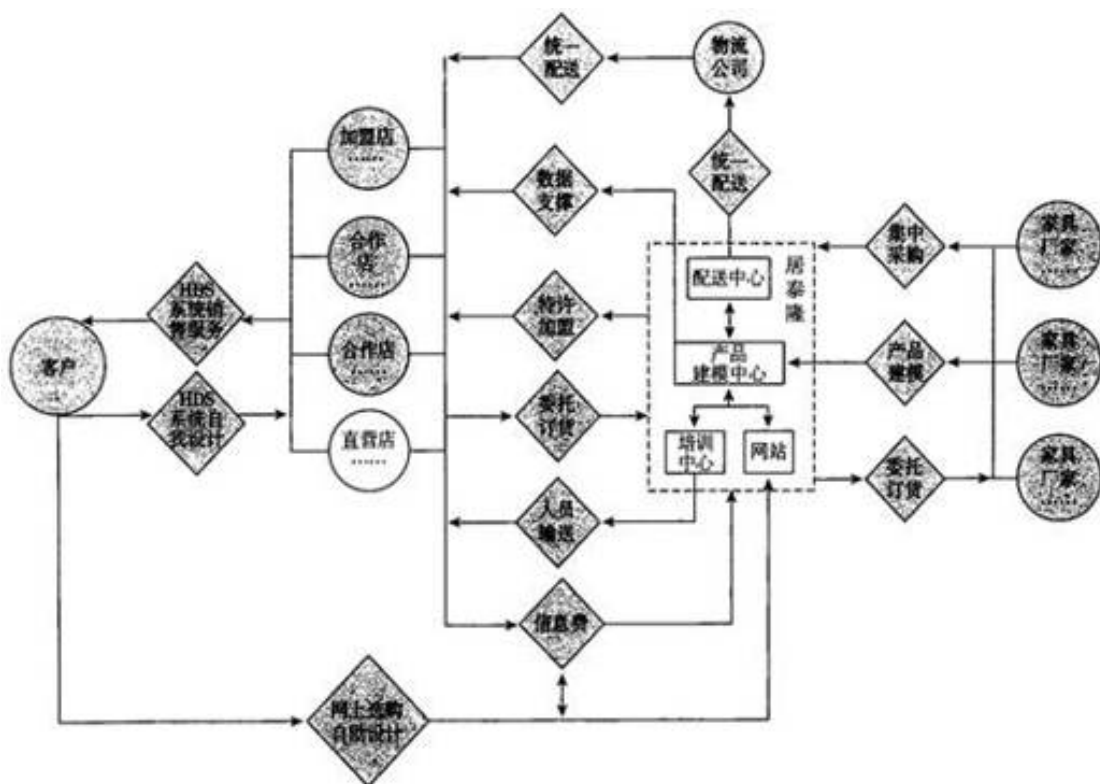 统一
配送
物流
公司
加盟店
……
统一
配送
数据
支撑
合作
店
……
集中
采购
家具
厂家
……
居泰隆
配送中心
HDS
系统销
售服务
特许
加盟
客户
……
合作店
……
产品
建模中心
产品
建模
家具
厂家
……
HDS
系统自
我设计
委托
订货
直营店
……
培训
中心
网站
委托
订货
家具
厂家
……
人员
输送
信息费
网上选购
自助设计